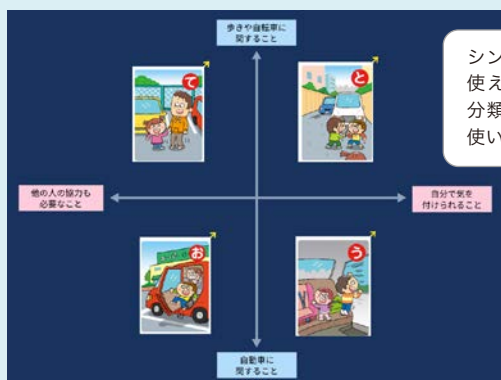 歩きや自転車に
関すること
シン
使え
分類
使い
て
と
他の人の協力も
必要なこと
自分で気を
付けられること
お
う
自動車に
関すること